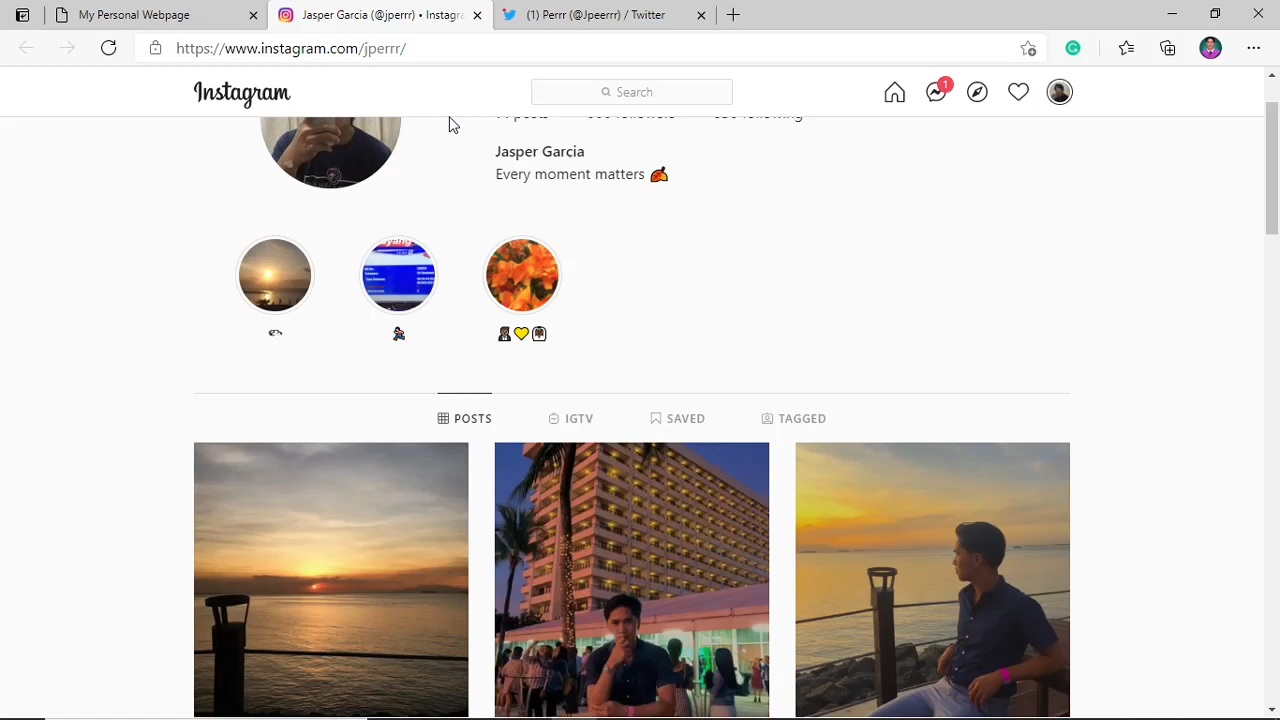 My Personal Webpage
Jasper Garcia (@jperrr) • Instagr
(1) Perrr (@jpeerrr) / Twitter
https://www.instagram.com/jperrr/
Instagram
Search
1
Jasper Garcia
Every moment matters
POSTS
IGTV
SAVED
TAGGED